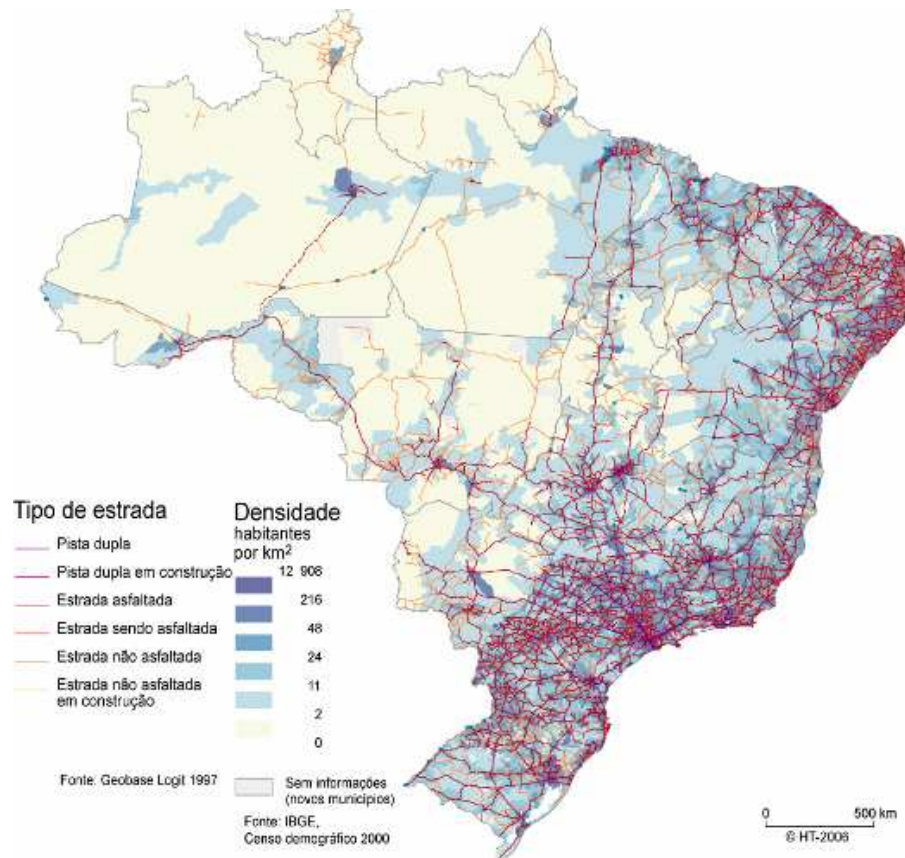 Tipo de estrada
Pista dupla
Pista dupla em construção
Estrada asfaltada
Estrada sendo asfaltada
Estrada não asfaltada
Estrada não asfaltada
em construção
Fonte: Geobase Logit 1997
Densidade
habitantes
por km²
12 908
216
48
24
11
2
0
Sem informações
(novos municípios)
Fonte: IBGE,
Censo demográfico 2000
0 500 km
© HT-2006